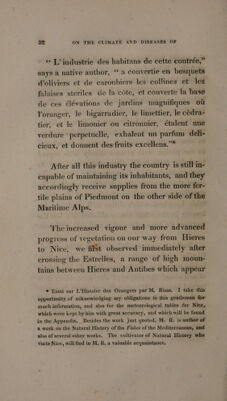 32 ON THE CLIMATE AND DISEASES OF
“ L' industrie des habitans de cette contrée,”
says a native author, “ a convertie en bosquets
d'oliviers et de caroubiers les collines et les
falaises steriles de la côte, et converte la base
de ces élévations de jardins magnifiques où
l'oranger, le bigarradier, le limettier, le cédra-
tier, et le limonier ou citronnier, étalent une
verdure perpetuelle, exhalent un parfum deli-
cieux, et donnent des fruits excellens.”*
After all this industry the country is still in-
capable of maintaining its inhabitants, and they
accordingly receive supplies from the more fer-
tile plains of Piedmont on the other side of the
Maritime Alps.
The increased vigour and more advanced
progress of vegetation on our way from Hieres
to Nice, we first observed immediately after
crossing the Estrelles, a range of high moun-
tains between Hieres and Antibes which appear
* Essai sur L'Histoire des Orangers par M. Risso. I take this
opportunity of acknowledging my obligations to this gentleman for
much information, and also for the meteorological tables for Nice,
which were kept by him with great accuracy, and which will be found
in the Appendix. Besides the work just quoted, M. R. is author of
a work on the Natural History of the Fishes of the Mediterranean, and
also of several other works. The cultivator of Natural History who
visits Nice, will find in M. R. a valuable acquaintance.